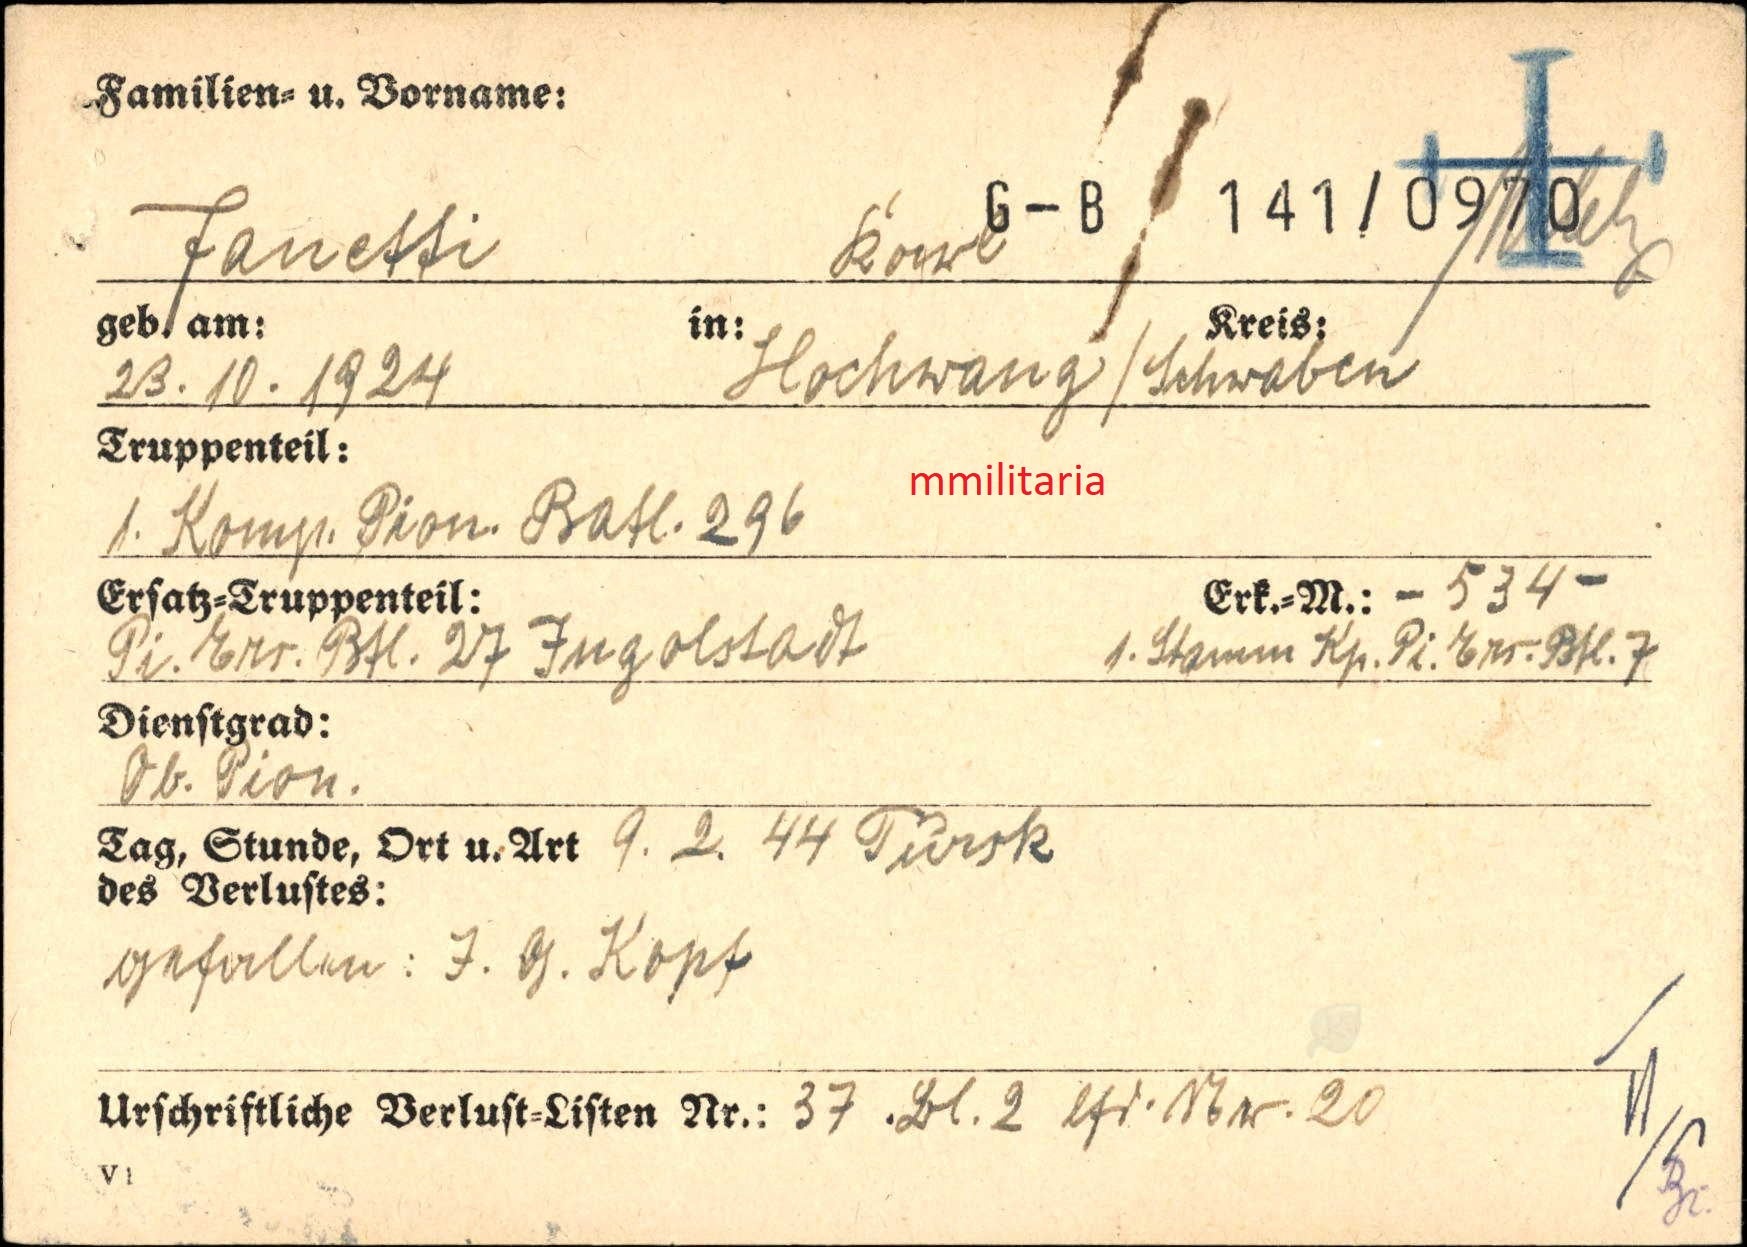 Familien- u. Vorname:
G-B 141/0970
Janetti Karl
geb. am: in: Kreis:
23. 10. 1924 Hochwang / Schwaben
Truppenteil:
mmilitaria
1. Komp. Pion. Batl. 296
Ersatz-Truppenteil: Erk.-M.: - 534 -
Pi. Ers. Btl. 27 Ingolstadt 1. Stamm Kp. Pi. Ers. Btl. 7
Dienstgrad:
Ob. Pion.
Tag, Stunde, Ort u. Art 9. 2. 44 Tursk
des Verlustes:
gefallen: J. G. Kopf
Urschriftliche Verlust-Listen Nr.: 37 . Bl. 2 lfd. Nr. 20
V 1